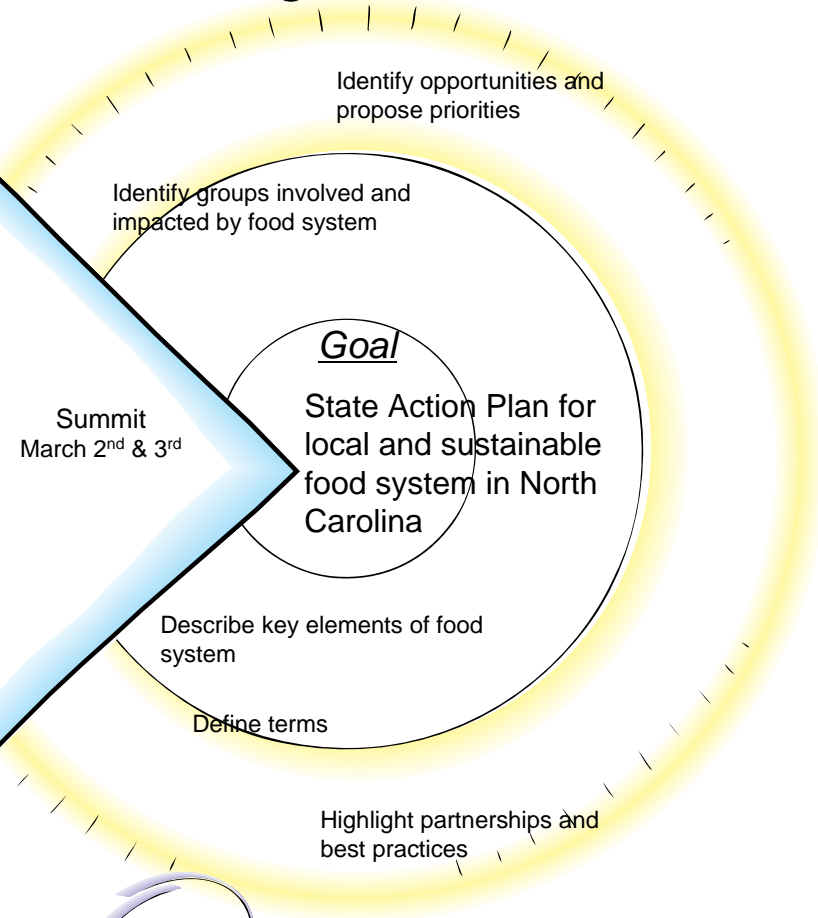 Identify opportunities and
propose priorities
Identify groups involved and
impacted by food system
Goal
State Action Plan for
local and sustainable
food system in North
Carolina
Summit
March 2nd & 3rd
Describe key elements of food
system
Define terms
Highlight partnerships and
best practices